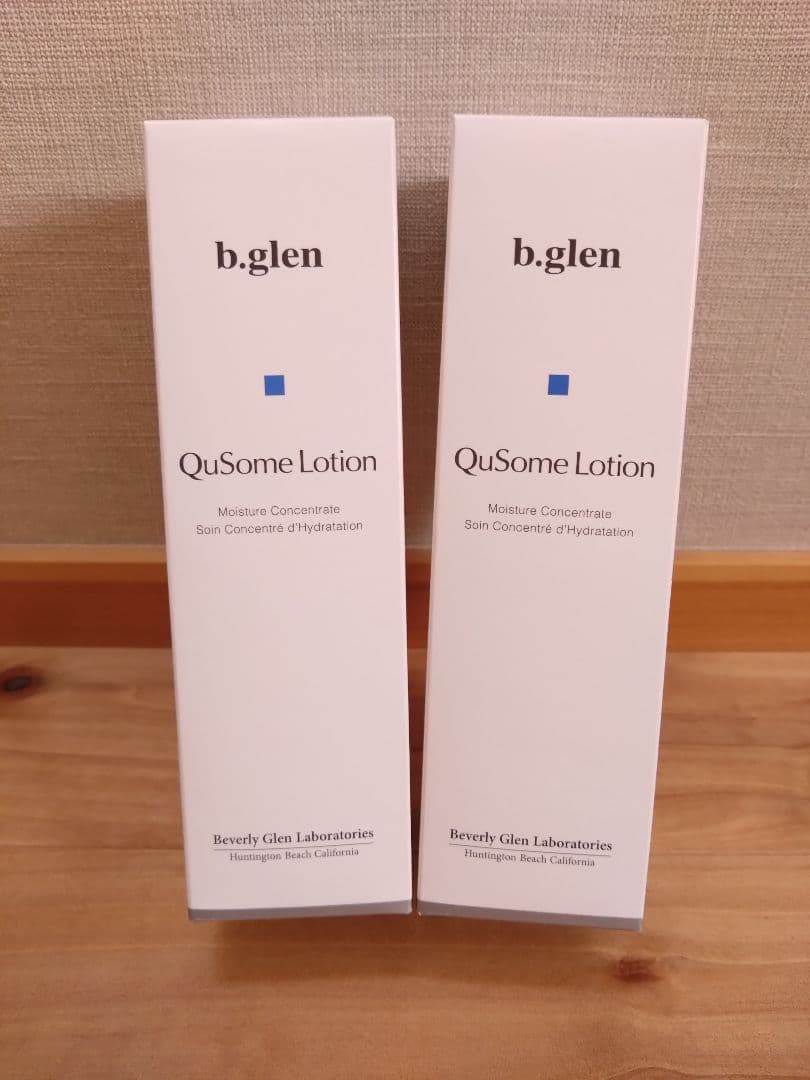 b.glen
QuSome Lotion
Moisture Concentrate
Soin Concentré d'Hydratation
Beverly Glen Laboratories
Huntington Beach California
b.glen
QuSome Lotion
Moisture Concentrate
Soin Concentré d'Hydratation
Beverly Glen Laboratories
Huntington Beach California